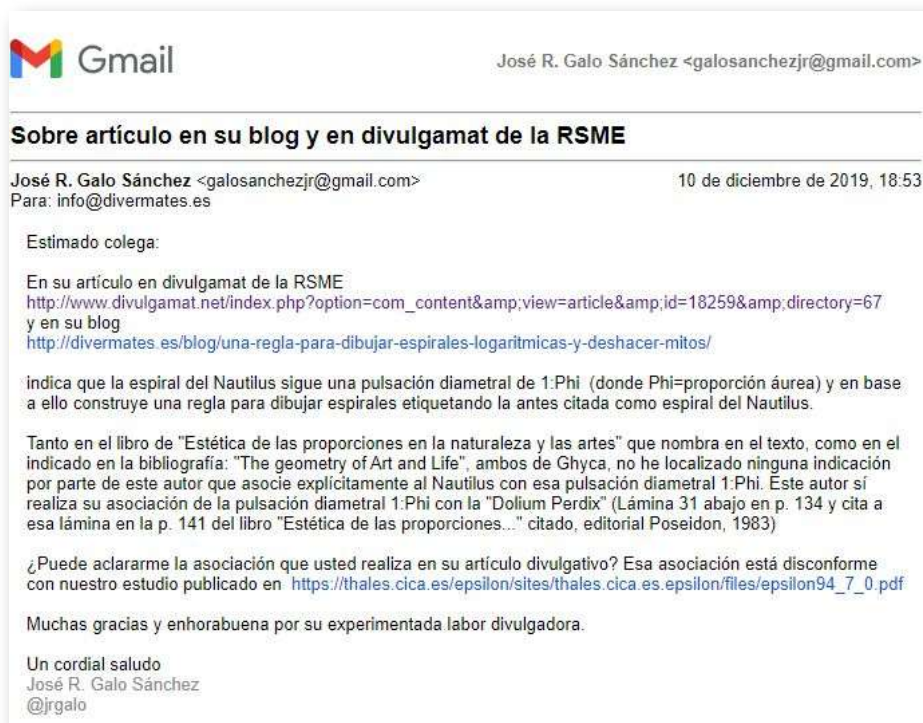 Gmail
José R. Galo Sánchez <galosanchezjr@gmail.com>
Sobre artículo en su blog y en divulgamat de la RSME
José R. Galo Sánchez <galosanchezjr@gmail.com>
10 de diciembre de 2019, 18:53
Para: info@divermates.es
Estimado colega:
En su artículo en divulgamat de la RSME
http://www.divulgamat.net/index.php?option=com_content&amp;view=article&amp;id=18259&amp;directory=67
y en su blog
http://divermates.es/blog/una-regla-para-dibujar-espirales-logaritmicas-y-deshacer-mitos/
indica que la espiral del Nautilus sigue una pulsación diametral de 1:Phi (donde Phi=proporción áurea) y en base
a ello construye una regla para dibujar espirales etiquetando la antes citada como espiral del Nautilus.
Tanto en el libro de "Estética de las proporciones en la naturaleza y las artes" que nombra en el texto, como en el
indicado en la bibliografía: "The geometry of Art and Life", ambos de Ghyca, no he localizado ninguna indicación
por parte de este autor que asocie explícitamente al Nautilus con esa pulsación diametral 1:Phi. Este autor sí
realiza su asociación de la pulsación diametral 1:Phi con la "Dolium Perdix" (Lámina 31 abajo en p. 134 y cita a
esa lámina en la p. 141 del libro "Estética de las proporciones..." citado, editorial Poseidon, 1983)
¿Puede aclararme la asociación que usted realiza en su artículo divulgativo? Esa asociación está disconforme
con nuestro estudio publicado en https://thales.cica.es/epsilon/sites/thales.cica.es.epsilon/files/epsilon94_7_0.pdf
Muchas gracias y enhorabuena por su experimentada labor divulgadora.
Un cordial saludo
José R. Galo Sánchez
@jrgalo